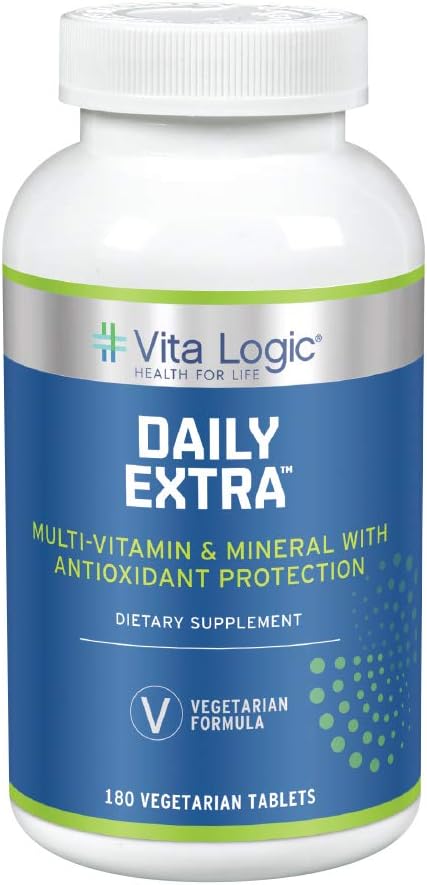 Vita Logic®
HEALTH FOR LIFE
DAILY
EXTRA™
MULTI-VITAMIN & MINERAL WITH
ANTIOXIDANT PROTECTION
DIETARY SUPPLEMENT
V
VEGETARIAN
FORMULA
180 VEGETARIAN TABLETS